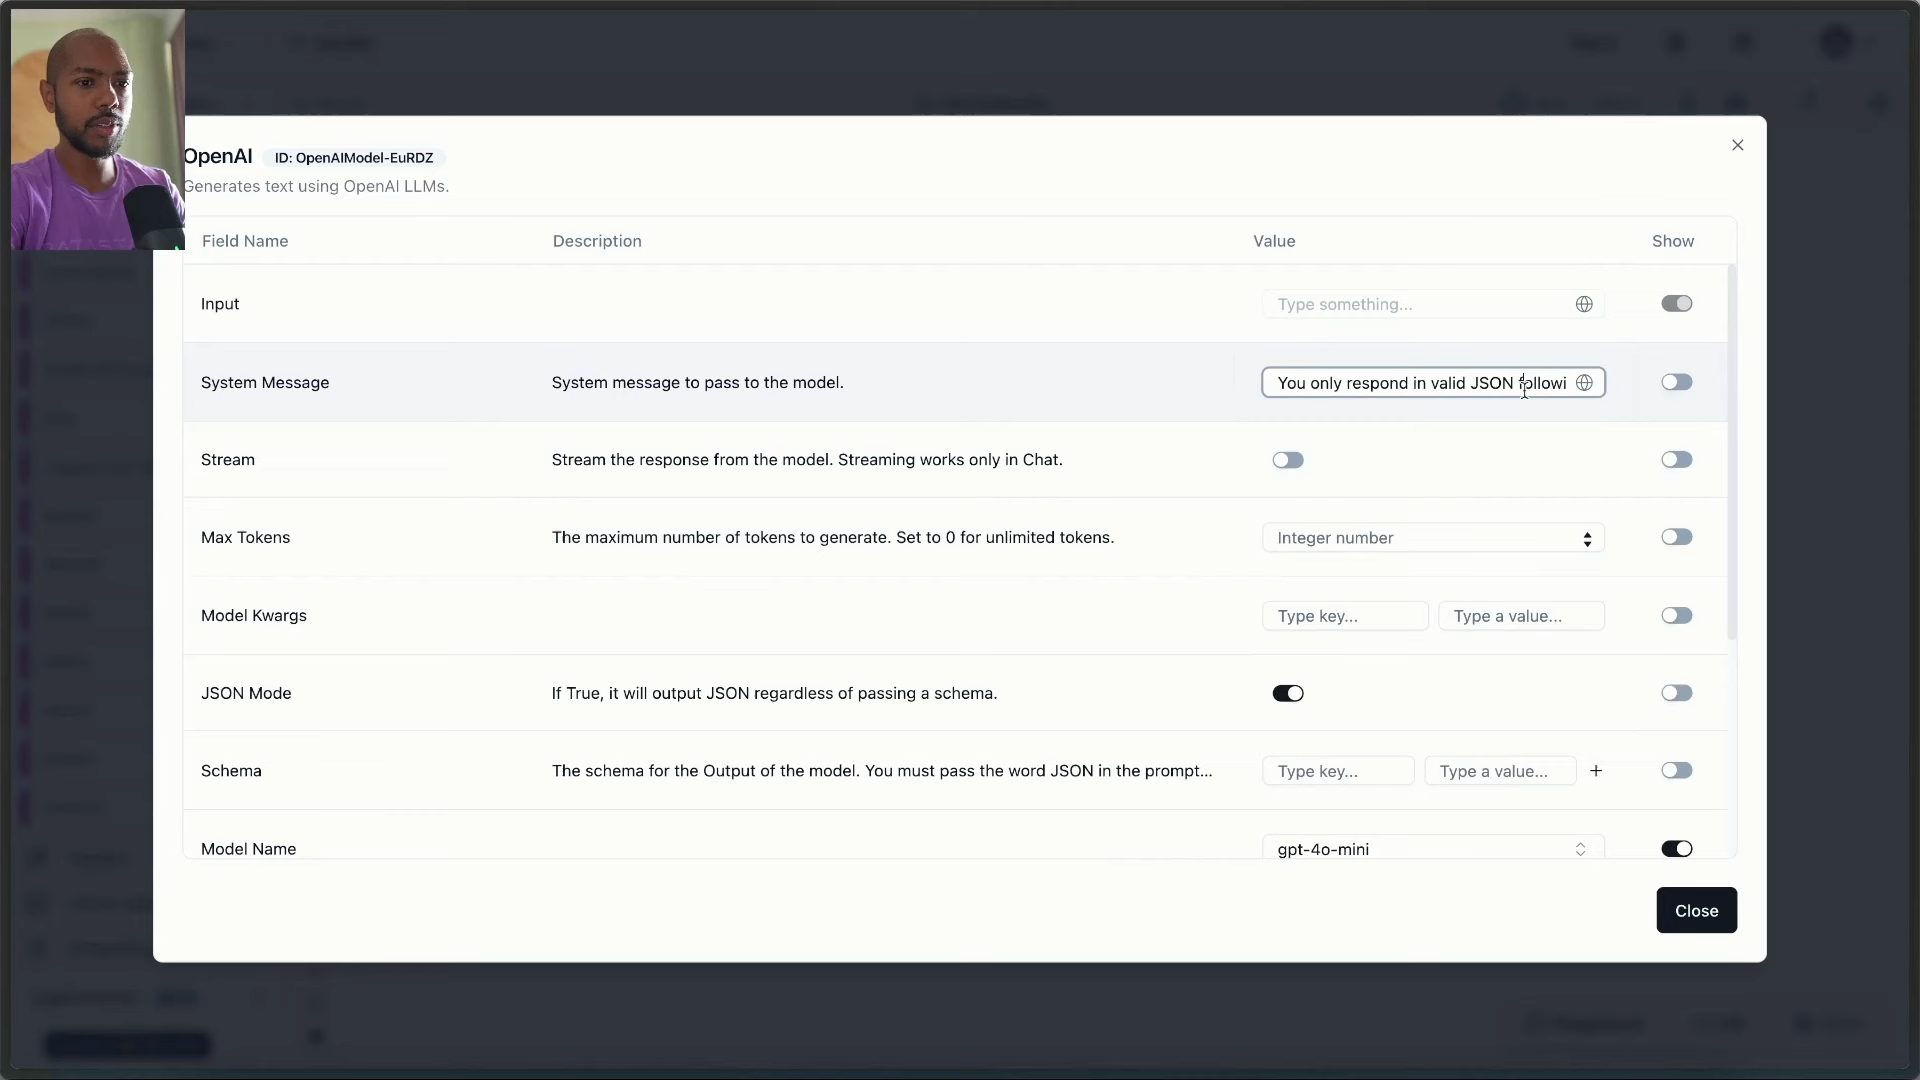 OpenAI ID: OpenAIModel-EuRDZ
Generates text using OpenAI LLMs.
Field Name Description Value Show
Input Type something...
System Message System message to pass to the model. You only respond in valid JSON followi
Stream Stream the response from the model. Streaming works only in Chat.
Max Tokens The maximum number of tokens to generate. Set to 0 for unlimited tokens. Integer number
Model Kwargs Type key... Type a value...
JSON Mode If True, it will output JSON regardless of passing a schema.
Schema The schema for the Output of the model. You must pass the word JSON in the prompt... Type key... Type a value... +
Model Name gpt-4o-mini
Close